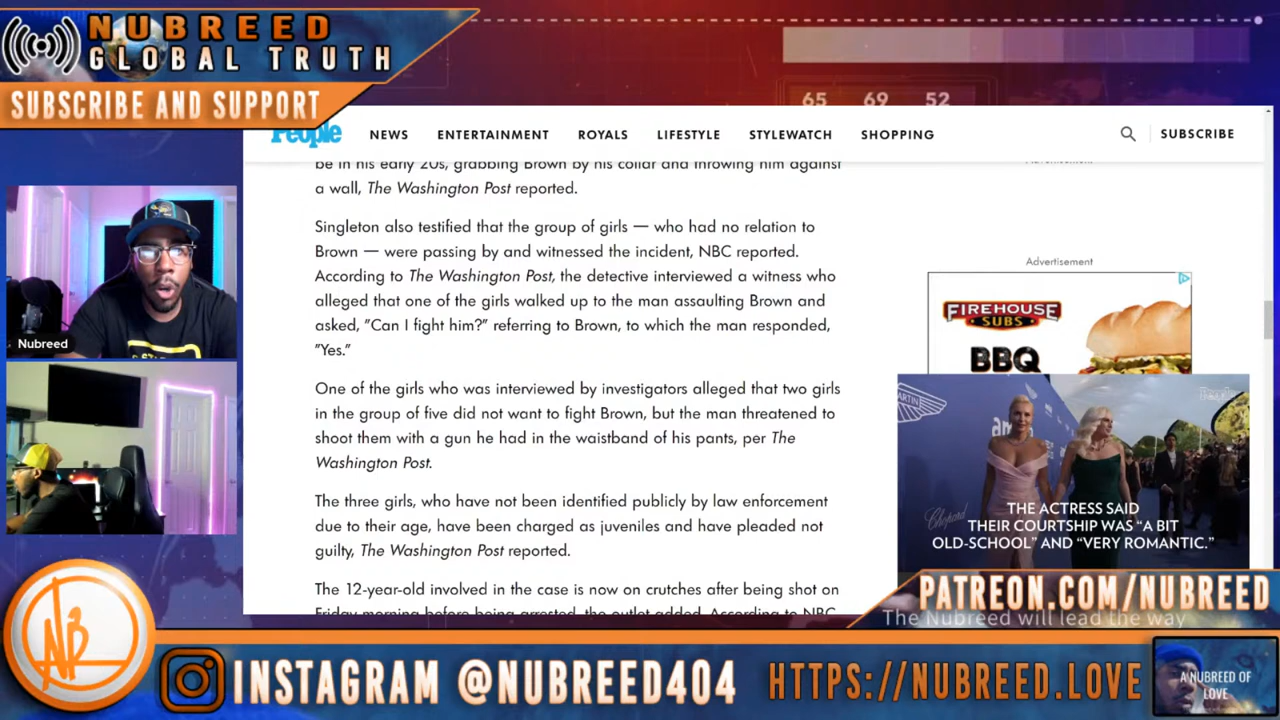 NUBREED
GLOBAL TRUTH
SUBSCRIBE AND SUPPORT
65 69 52
People NEWS ENTERTAINMENT ROYALS LIFESTYLE STYLEWATCH SHOPPING SUBSCRIBE
be in his early 20s, grabbing Brown by his collar and throwing him against
a wall, The Washington Post reported.
Singleton also testified that the group of girls — who had no relation to
Brown — were passing by and witnessed the incident, NBC reported.
According to The Washington Post, the detective interviewed a witness who
alleged that one of the girls walked up to the man assaulting Brown and
asked, "Can I fight him?" referring to Brown, to which the man responded,
"Yes."
One of the girls who was interviewed by investigators alleged that two girls
in the group of five did not want to fight Brown, but the man threatened to
shoot them with a gun he had in the waistband of his pants, per The
Washington Post.
The three girls, who have not been identified publicly by law enforcement
due to their age, have been charged as juveniles and have pleaded not
guilty, The Washington Post reported.
The 12-year-old involved in the case is now on crutches after being shot on
Friday morning before being arrested, the outlet added. According to NBC
Advertisement
Advertisement
FIREHOUSE
SUBS
BBQ
MARTIN
Chopard
THE ACTRESS SAID
THEIR COURTSHIP WAS "A BIT
OLD-SCHOOL" AND "VERY ROMANTIC."
Nubreed
PATREON.COM/NUBREED
The Nubreed will lead the way
NB
INSTAGRAM @NUBREED404
HTTPS://NUBREED.LOVE
A NUBREED OF
LOVE